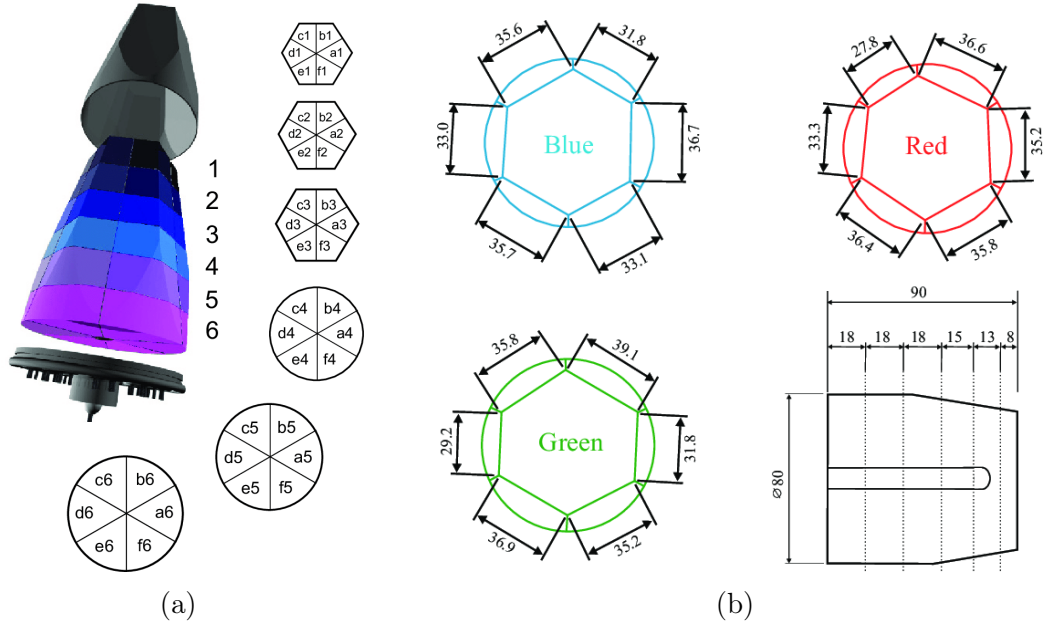 1
2
3
4
5
6
c1 b1
d1 a1
e1 f1
c2 b2
d2 a2
e2 f2
c3 b3
d3 a3
e3 f3
c4 b4
d4 a4
e4 f4
c5 b5
d5 a5
e5 f5
c6 b6
d6 a6
e6 f6
(a)
35.6
31.8
33.0
Blue
36.7
35.7
33.1
27.8
36.6
33.3
Red
35.2
36.4
35.8
35.8
39.1
29.2
Green
31.8
36.9
35.2
90
18 18 18 15 13 8
⌀80
(b)